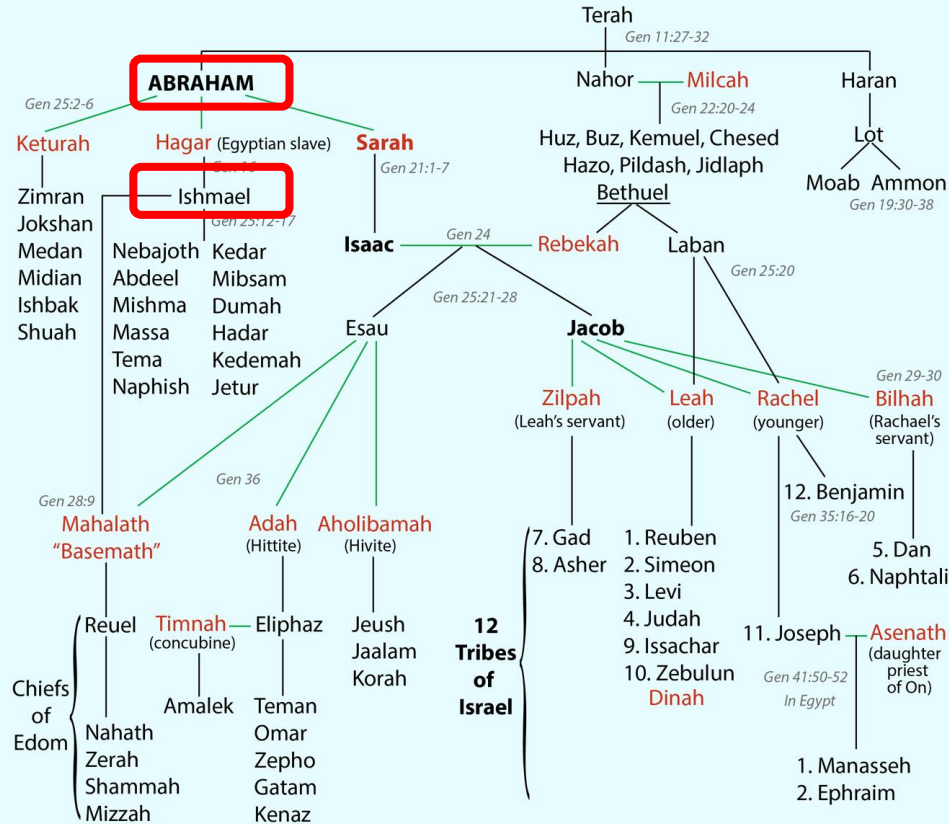 Terah
Gen 11:27-32
ABRAHAM
Nahor
Milcah
Haran
Gen 25:2-6
Gen 22:20-24
Keturah
Hagar (Egyptian slave)
Sarah
Huz, Buz, Kemuel, Chesed
Hazo, Pildash, Jidlaph
Bethuel
Lot
Gen 21:1-7
Moab Ammon
Gen 19:30-38
Zimran
Jokshan
Medan
Midian
Ishbak
Shuah
Ishmael
Gen 25:12-17
Nebajoth
Abdeel
Mishma
Massa
Tema
Naphish
Kedar
Mibsam
Dumah
Hadar
Kedemah
Jetur
Isaac
Gen 24
Rebekah
Laban
Gen 25:20
Gen 25:21-28
Esau
Jacob
Gen 29-30
Zilpah
(Leah's servant)
Leah
(older)
Rachel
(younger)
Bilhah
(Rachael's
servant)
Gen 28:9
Gen 36
Mahalath
"Basemath"
Adah
(Hittite)
Aholibamah
(Hivite)
12. Benjamin
Gen 35:16-20
7. Gad
8. Asher
1. Reuben
2. Simeon
3. Levi
4. Judah
9. Issachar
10. Zebulun
Dinah
5. Dan
6. Naphtali
Reuel
Timnah
(concubine)
Eliphaz
Jeush
Jaalam
Korah
12
Tribes
of
Israel
11. Joseph
Asenath
(daughter
priest
of On)
Gen 41:50-52
In Egypt
Chiefs
of
Edom
Amalek
Nahath
Zerah
Shammah
Mizzah
Teman
Omar
Zepho
Gatam
Kenaz
1. Manasseh
2. Ephraim